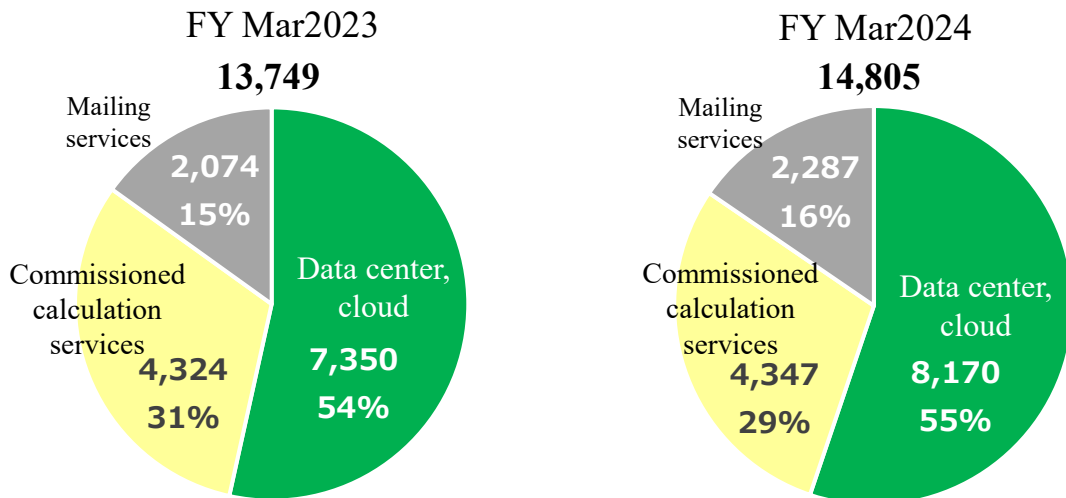 FY Mar2023
13,749
Mailing
services
2,074
15%
Commissioned
calculation
services
4,324
31%
Data center,
cloud
7,350
54%
FY Mar2024
14,805
Mailing
services
2,287
16%
Commissioned
calculation
services
4,347
29%
Data center,
cloud
8,170
55%